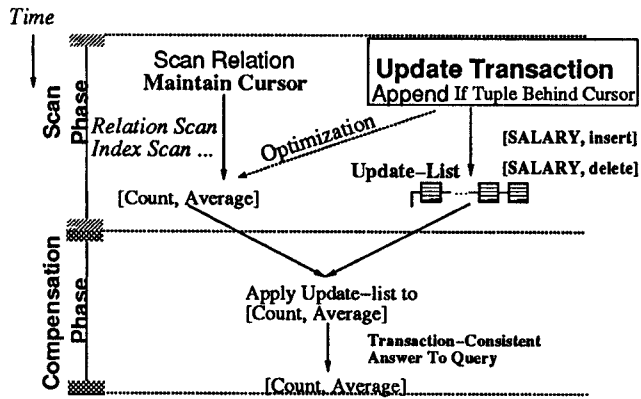 Time
Scan Phase
Scan Relation
Maintain Cursor
Update Transaction
Append If Tuple Behind Cursor
Relation Scan
Index Scan ...
Optimization
[SALARY, insert]
[SALARY, delete]
Update-List
...
[Count, Average]
Compensation Phase
Apply Update-list to
[Count, Average]
Transaction-Consistent
Answer To Query
[Count, Average]